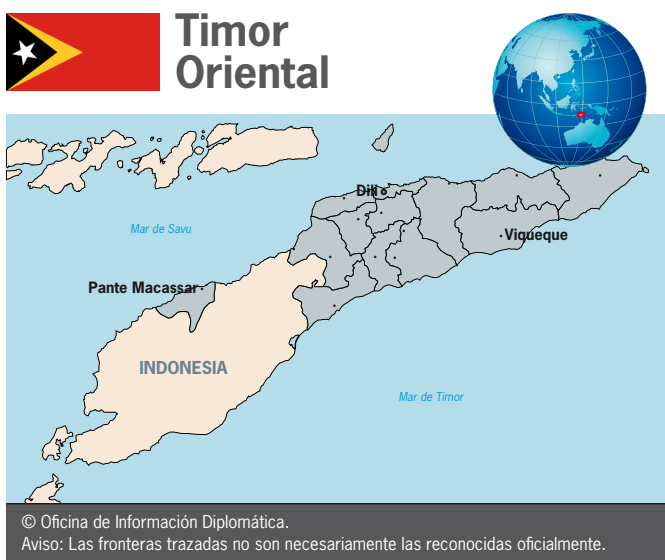 Timor
Oriental
Dili
Mar de Savu
Viqueque
Pante Macassar
INDONESIA
Mar de Timor
© Oficina de Información Diplomática.
Aviso: Las fronteras trazadas no son necesariamente las reconocidas oficialmente.